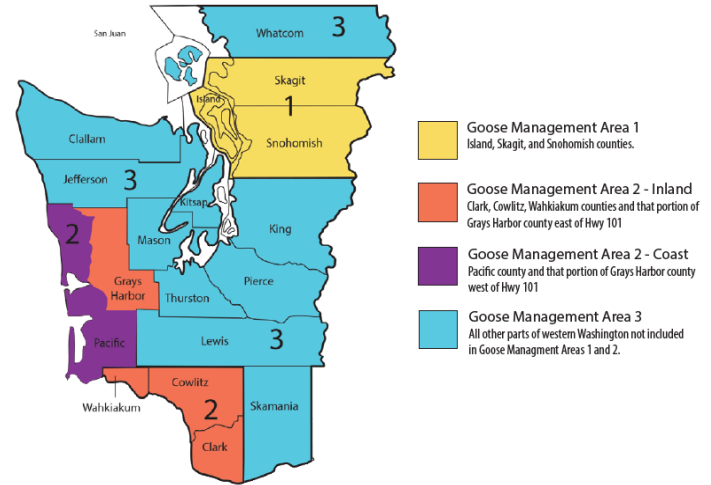 San Juan
Whatcom
3
Skagit
Island
1
Snohomish
Clallam
Jefferson
3
Kitsap
2
Mason
King
Grays
Harbor
Thurston
Pierce
Pacific
Lewis
3
Wahkiakum
Cowlitz
2
Clark
Skamania
Goose Management Area 1
Island, Skagit, and Snohomish counties.
Goose Management Area 2 - Inland
Clark, Cowlitz, Wahkiakum counties and that portion of
Grays Harbor county east of Hwy 101
Goose Management Area 2 - Coast
Pacific county and that portion of Grays Harbor county
west of Hwy 101
Goose Management Area 3
All other parts of western Washington not included
in Goose Managment Areas 1 and 2.